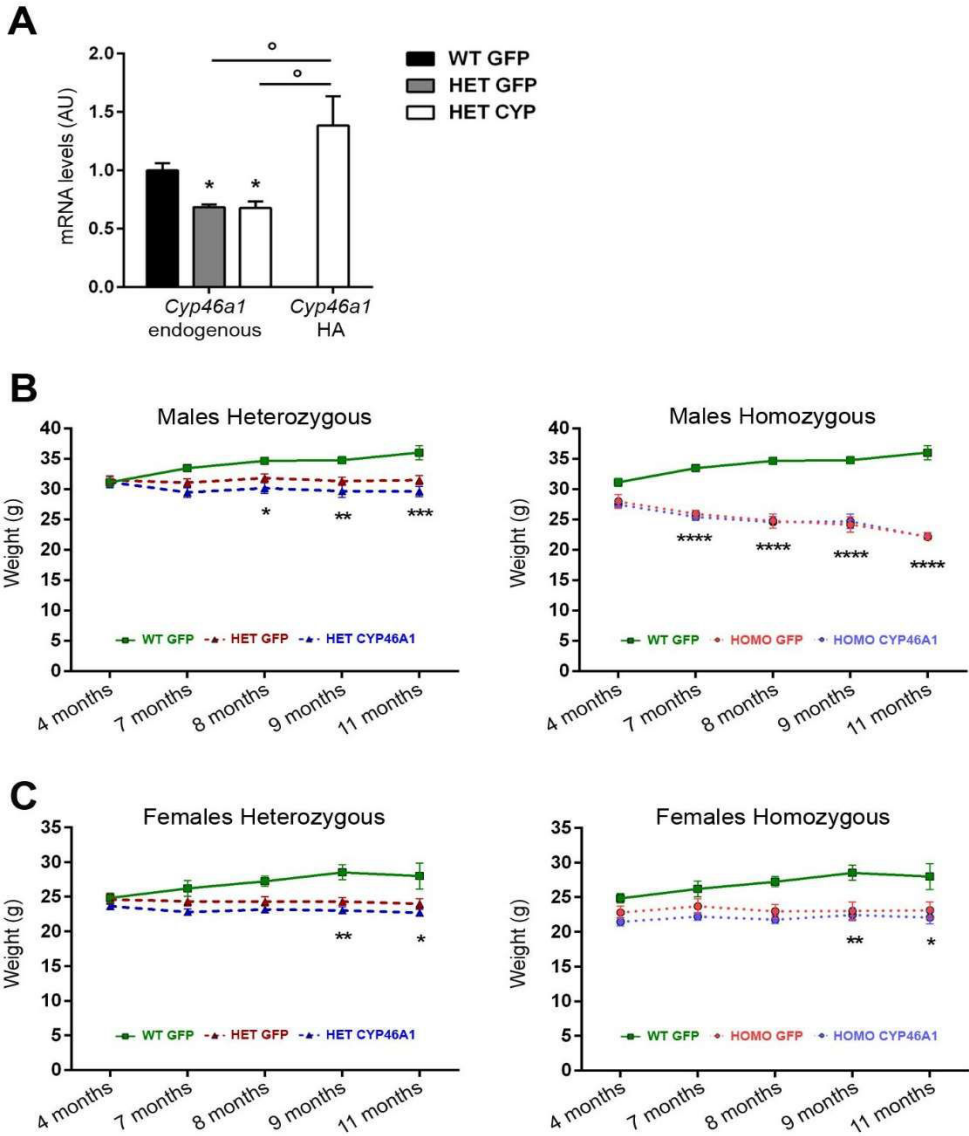 A
2.0
1.5
1.0
0.5
0.0
mRNA levels (AU)
° 
°
* *
Cyp46a1
endogenous
Cyp46a1
HA
WT GFP
HET GFP
HET CYP
B
Males Heterozygous
40
35
30
25
20
15
10
5
0
Weight (g)
* ** ***
WT GFP HET GFP HET CYP46A1
4 months 7 months 8 months 9 months 11 months
Males Homozygous
40
35
30
25
20
15
10
5
0
Weight (g)
**** **** **** ****
WT GFP HOMO GFP HOMO CYP46A1
4 months 7 months 8 months 9 months 11 months
C
Females Heterozygous
35
30
25
20
15
10
5
0
Weight (g)
** *
WT GFP HET GFP HET CYP46A1
4 months 7 months 8 months 9 months 11 months
Females Homozygous
35
30
25
20
15
10
5
0
Weight (g)
** *
WT GFP HOMO GFP HOMO CYP46A1
4 months 7 months 8 months 9 months 11 months